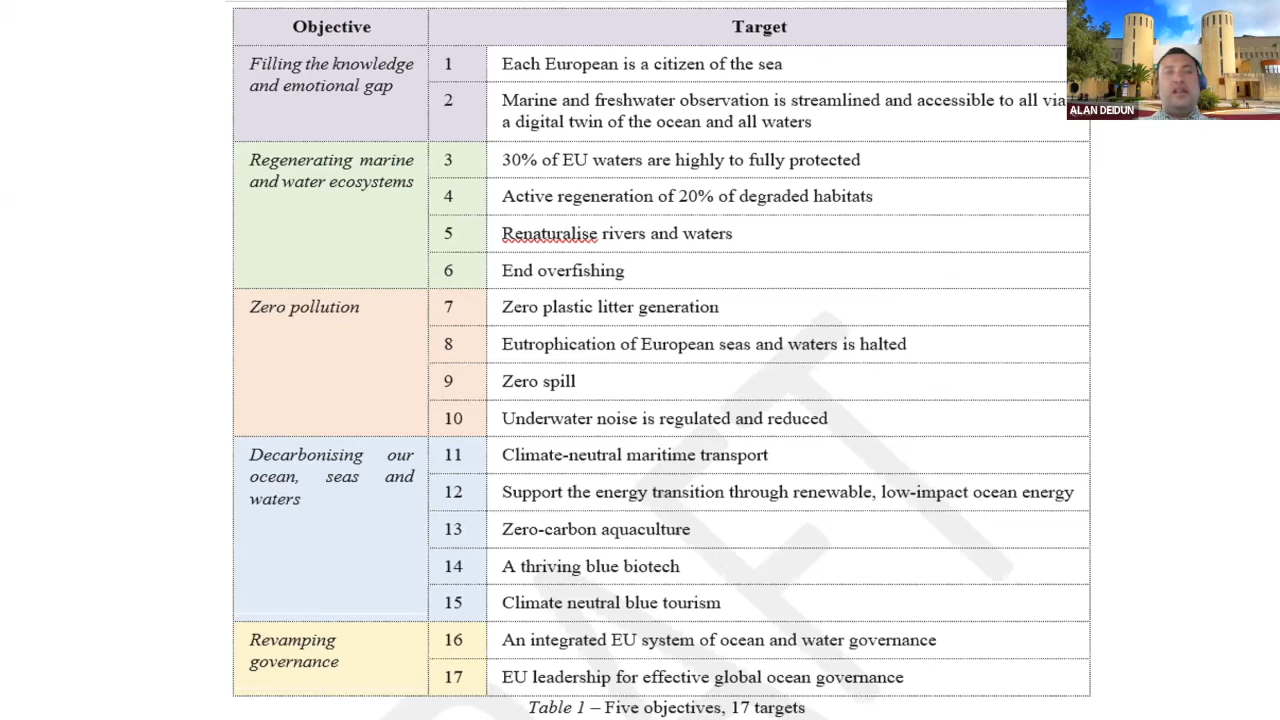 Objective Target
Filling the knowledge
and emotional gap
1 Each European is a citizen of the sea
2 Marine and freshwater observation is streamlined and accessible to all via
a digital twin of the ocean and all waters
Regenerating marine
and water ecosystems
3 30% of EU waters are highly to fully protected
4 Active regeneration of 20% of degraded habitats
5 Renaturalise rivers and waters
6 End overfishing
Zero pollution
7 Zero plastic litter generation
8 Eutrophication of European seas and waters is halted
9 Zero spill
10 Underwater noise is regulated and reduced
Decarbonising our
ocean, seas and
waters
11 Climate-neutral maritime transport
12 Support the energy transition through renewable, low-impact ocean energy
13 Zero-carbon aquaculture
14 A thriving blue biotech
15 Climate neutral blue tourism
Revamping
governance
16 An integrated EU system of ocean and water governance
17 EU leadership for effective global ocean governance
Table 1 – Five objectives, 17 targets
ALAN DEIDUN
DRAFT